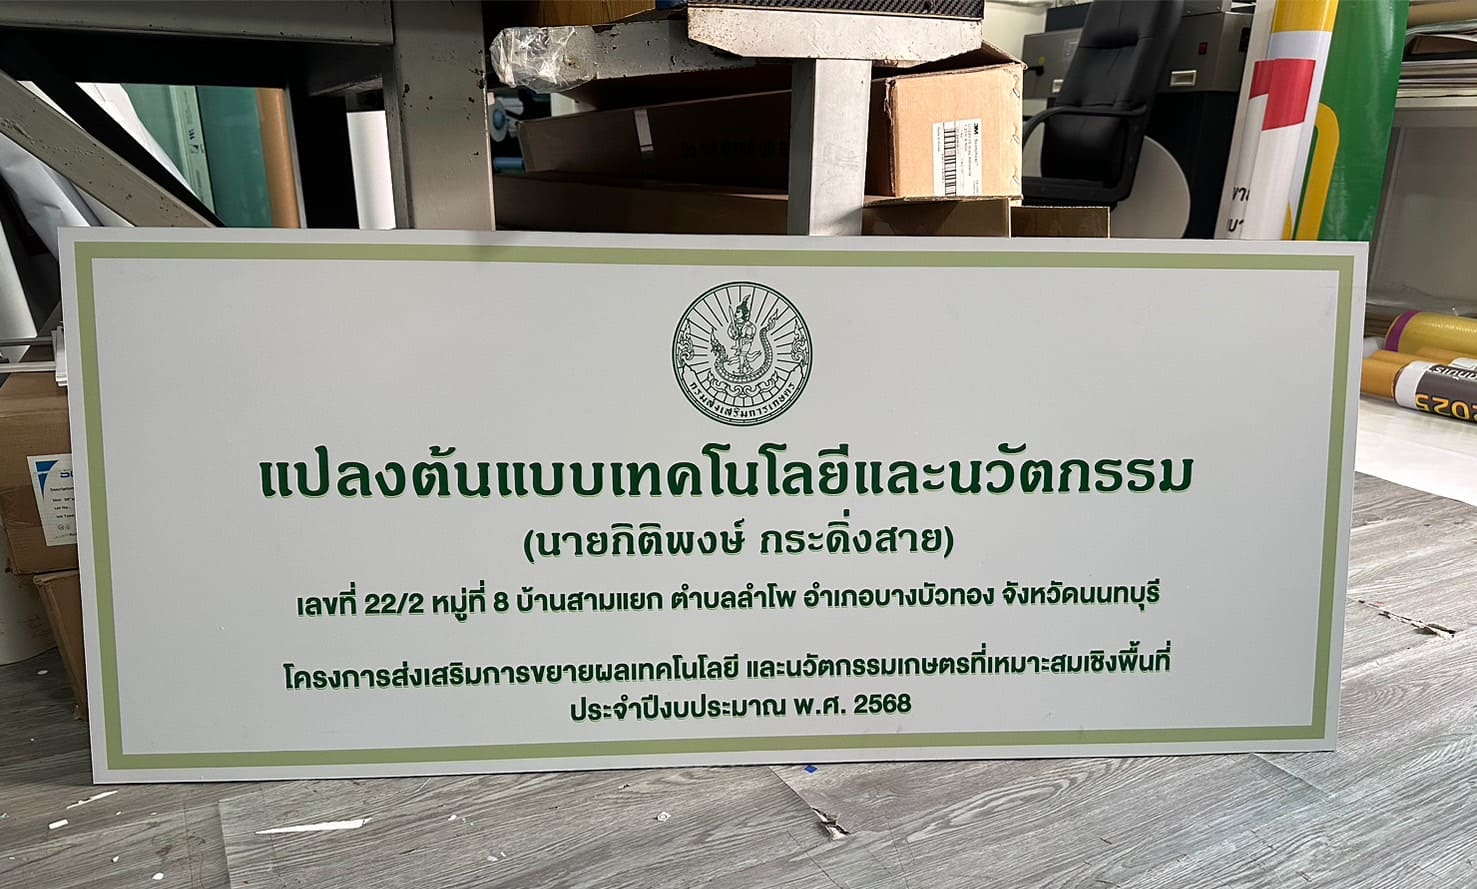 กรมส่งเสริมการเกษตร
แปลงต้นแบบเทคโนโลยีและนวัตกรรม
(นายกิติพงษ์ กระดิ่งสาย)
เลขที่ 22/2 หมู่ที่ 8 บ้านสามแยก ตำบลลำโพ อำเภอบางบัวทอง จังหวัดนนทบุรี
โครงการส่งเสริมการขยายผลเทคโนโลยี และนวัตกรรมเกษตรที่เหมาะสมเชิงพื้นที่
ประจำปีงบประมาณ พ.ศ. 2568
3M